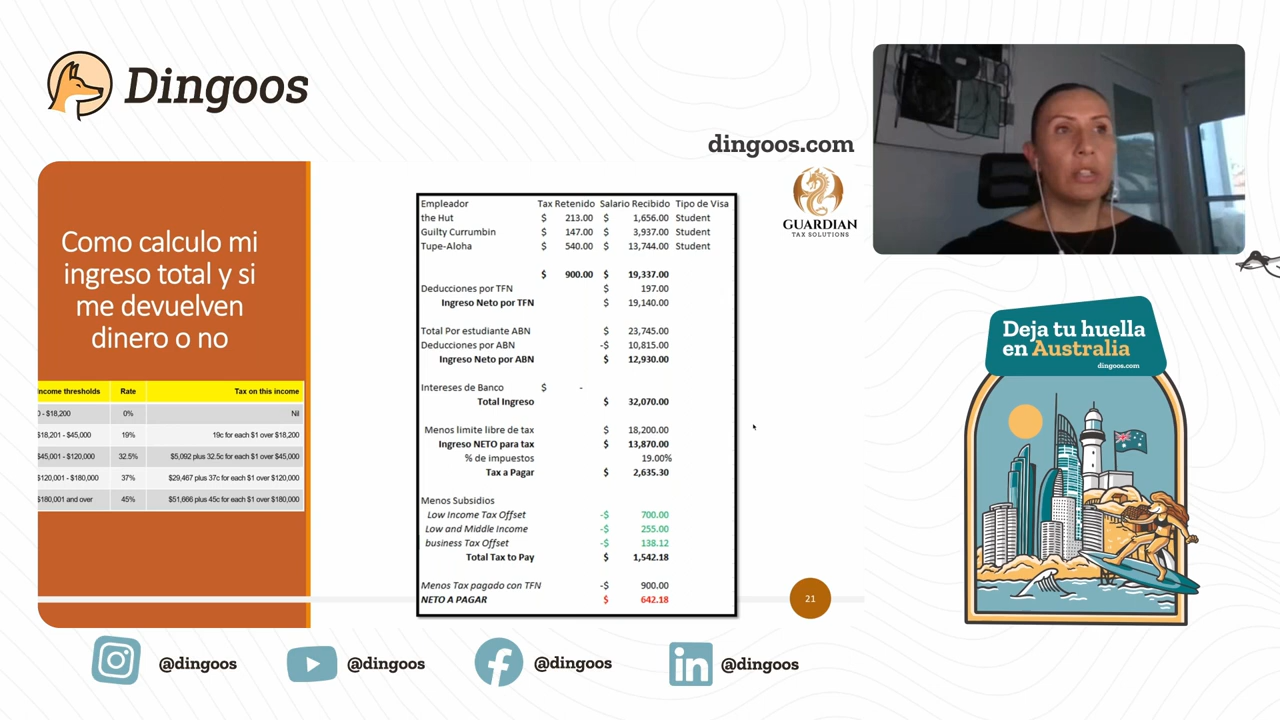 Dingoos
dingoos.com
GUARDIAN
TAX SOLUTIONS
Como calculo mi
ingreso total y si
me devuelven
dinero o no
ncome thresholds Rate Tax on this income
- $18,200 0% Nil
$18,201 - $45,000 19% 19c for each $1 over $18,200
$45,001 - $120,000 32.5% $5,092 plus 32.5c for each $1 over $45,000
$120,001 - $180,000 37% $29,467 plus 37c for each $1 over $120,000
$180,001 and over 45% $51,666 plus 45c for each $1 over $180,000
Empleador Tax Retenido Salario Recibido Tipo de Visa
the Hut $ 213.00 $ 1,656.00 Student
Guilty Currumbin $ 147.00 $ 3,937.00 Student
Tupe-Aloha $ 540.00 $ 13,744.00 Student
$ 900.00 $ 19,337.00
Deducciones por TFN $ 197.00
Ingreso Neto por TFN $ 19,140.00
Total Por estudiante ABN $ 23,745.00
Deducciones por ABN -$ 10,815.00
Ingreso Neto por ABN $ 12,930.00
Intereses de Banco $ -
Total Ingreso $ 32,070.00
Menos limite libre de tax $ 18,200.00
Ingreso NETO para tax $ 13,870.00
% de impuestos 19.00%
Tax a Pagar $ 2,635.30
Menos Subsidios
Low Income Tax Offset -$ 700.00
Low and Middle Income -$ 255.00
business Tax Offset -$ 138.12
Total Tax to Pay $ 1,542.18
Menos Tax pagado con TFN -$ 900.00
NETO A PAGAR $ 642.18
21
Deja tu huella
en Australia
dingoos.com
@dingoos
@dingoos
@dingoos
@dingoos